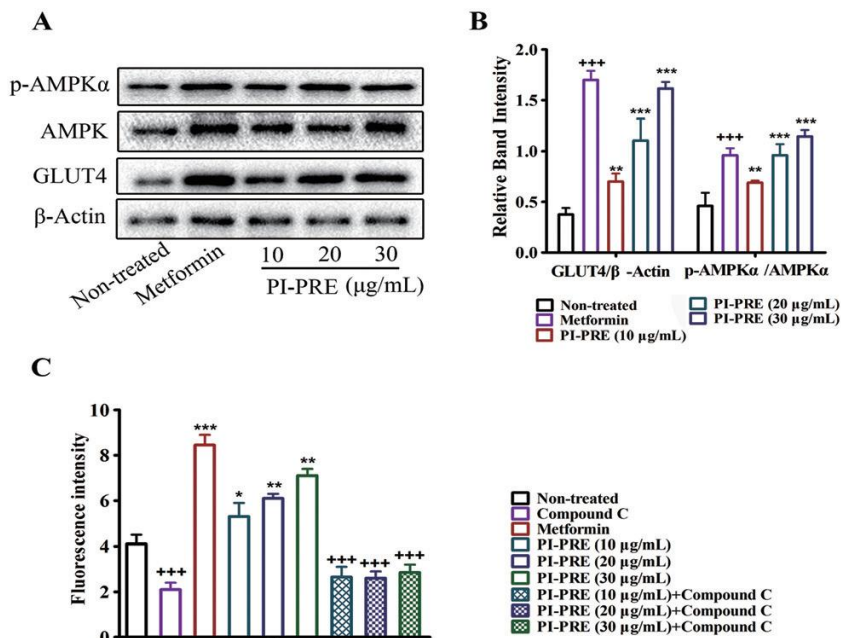 A
p-AMPKα
AMPK
GLUT4
β-Actin
Non-treated
Metformin
10 20 30
PI-PRE (µg/mL)
B
Relative Band Intensity
2.0
1.5
1.0
0.5
0.0
+++
**
***
***
+++
**
***
***
GLUT4/β -Actin p-AMPKα /AMPKα
Non-treated
Metformin
PI-PRE (10 µg/mL)
PI-PRE (20 µg/mL)
PI-PRE (30 µg/mL)
C
Fluorescence intensity
10
8
6
4
2
0
+++
***
*
**
**
+++
+++
+++
Non-treated
Compound C
Metformin
PI-PRE (10 µg/mL)
PI-PRE (20 µg/mL)
PI-PRE (30 µg/mL)
PI-PRE (10 µg/mL)+Compound C
PI-PRE (20 µg/mL)+Compound C
PI-PRE (30 µg/mL)+Compound C